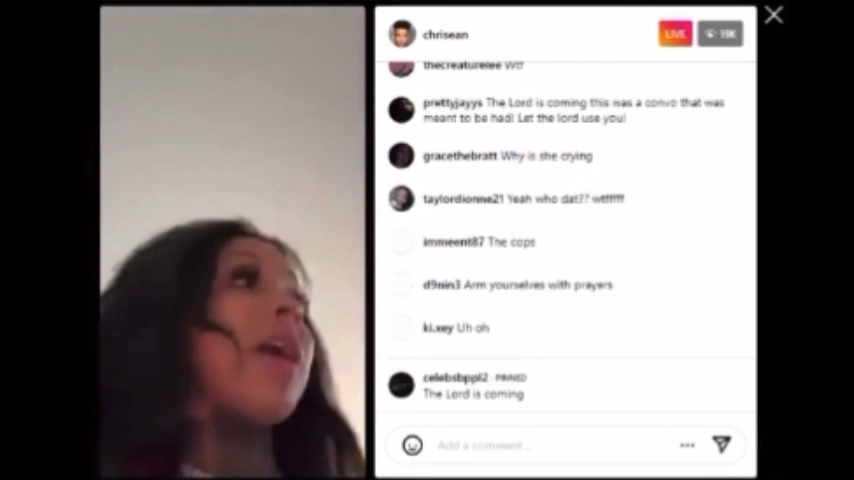 chrisean
LIVE
19K
thecreaturelee Wtf
prettyjayys The Lord is coming this was a convo that was
meant to be had! Let the lord use you!
gracethebratt Why is she crying
taylordionne21 Yeah who dat?? wtffffff
immeent87 The cops
d9nin3 Arm yourselves with prayers
ki.xey Uh oh
celebsbppl2 · PINNED
The Lord is coming
Add a comment...